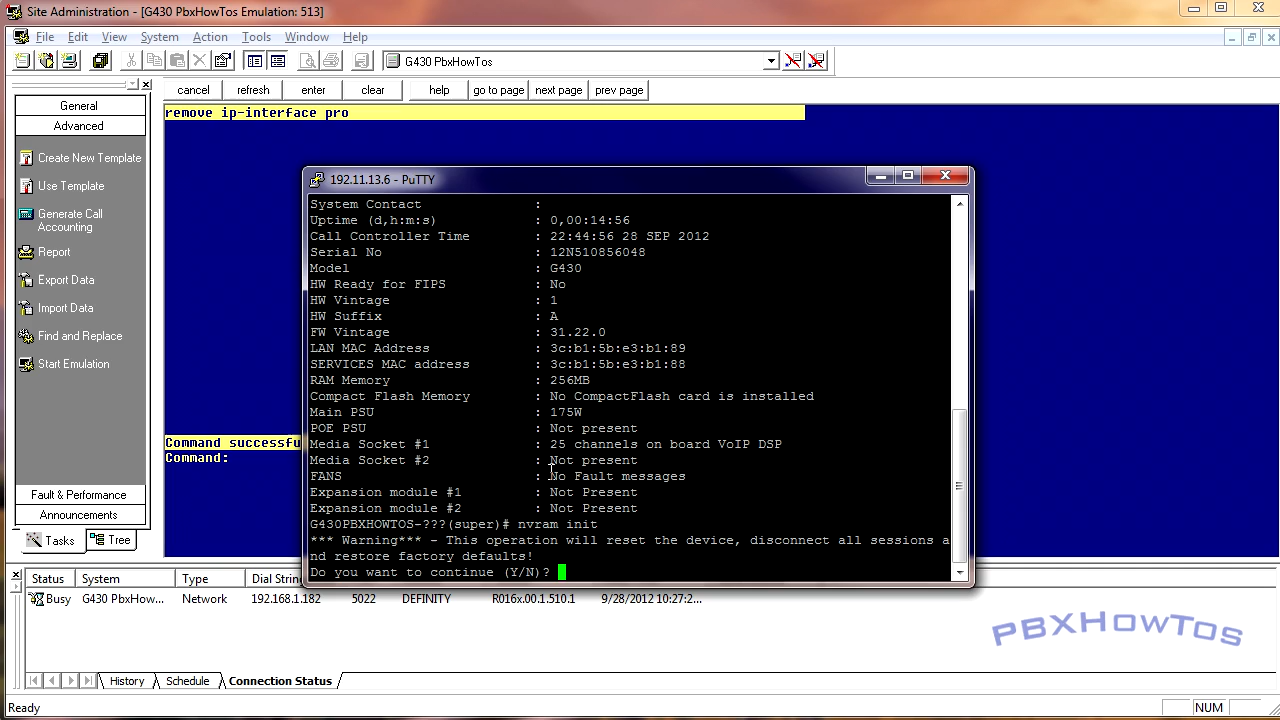 Site Administration - [G430 PbxHowTos Emulation: 513]
File Edit View System Action Tools Window Help
G430 PbxHowTos
General
Advanced
Create New Template
Use Template
Generate Call
Accounting
Report
Export Data
Import Data
Find and Replace
Start Emulation
Fault & Performance
Announcements
Tasks Tree
cancel refresh enter clear help go to page next page prev page
remove ip-interface pro
Command successfu
Command:
192.11.13.6 - PuTTY
System Contact :
Uptime (d,h:m:s) : 0,00:14:56
Call Controller Time : 22:44:56 28 SEP 2012
Serial No : 12N510856048
Model : G430
HW Ready for FIPS : No
HW Vintage : 1
HW Suffix : A
FW Vintage : 31.22.0
LAN MAC Address : 3c:b1:5b:e3:b1:89
SERVICES MAC address : 3c:b1:5b:e3:b1:88
RAM Memory : 256MB
Compact Flash Memory : No CompactFlash card is installed
Main PSU : 175W
POE PSU : Not present
Media Socket #1 : 25 channels on board VoIP DSP
Media Socket #2 : Not present
FANS : No Fault messages
Expansion module #1 : Not Present
Expansion module #2 : Not Present
G430PBXHOWTOS-???(super)# nvram init
*** Warning*** - This operation will reset the device, disconnect all sessions a
nd restore factory defaults!
Do you want to continue (Y/N)?
Status System Type Dial String
Busy G430 PbxHow... Network 192.168.1.182 5022 DEFINITY R016x.00.1.510.1 9/28/2012 10:27:2...
PBXHowTos
History Schedule Connection Status
Ready NUM